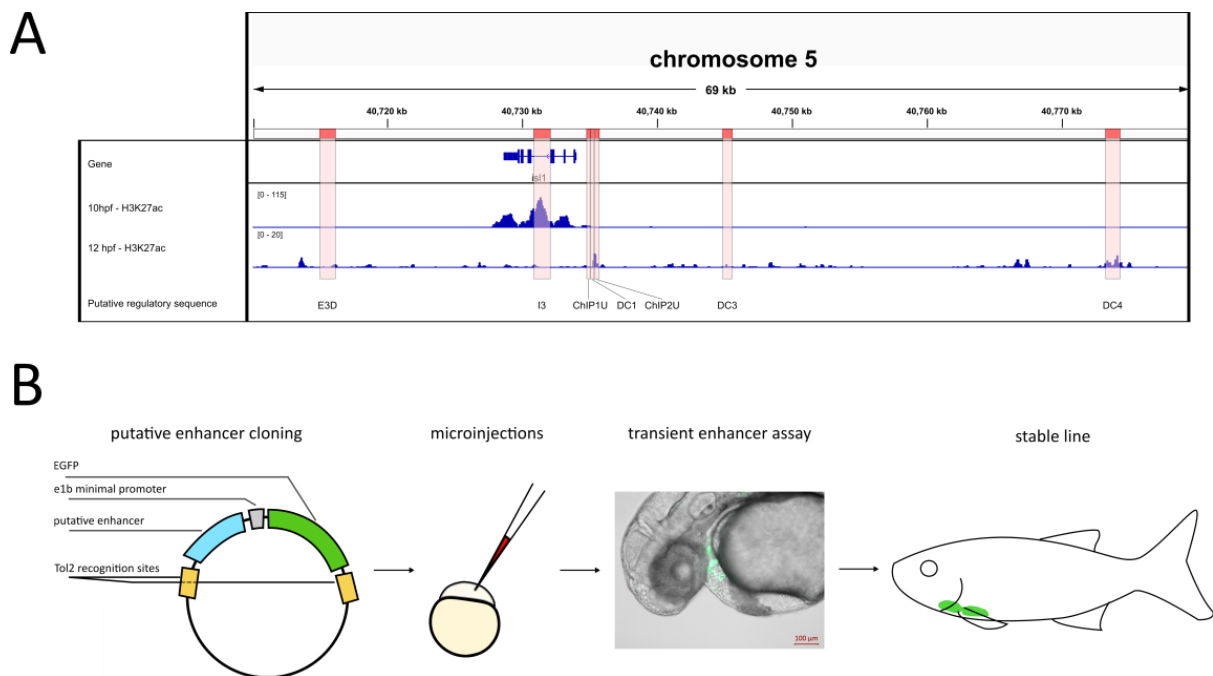 A
chromosome 5
69 kb
40,720 kb 40,730 kb 40,740 kb 40,750 kb 40,760 kb 40,770 kb
Gene
isl1
[0 - 115]
10hpf - H3K27ac
[0 - 20]
12 hpf - H3K27ac
Putative regulatory sequence E3D I3 ChIP1U DC1 ChIP2U DC3 DC4
B
putative enhancer cloning microinjections transient enhancer assay stable line
EGFP
e1b minimal promoter
putative enhancer
Tol2 recognition sites
100 µm